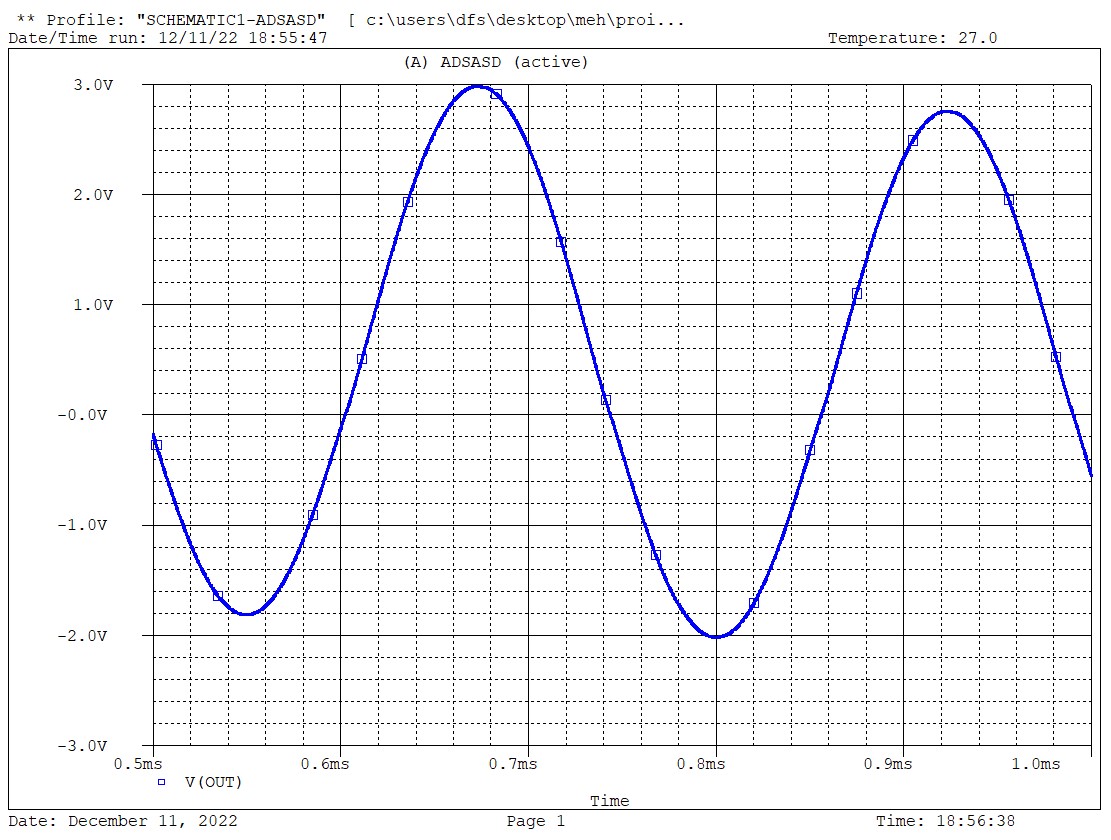 ** Profile: "SCHEMATIC1-ADSASD"  [ c:\users\dfs\desktop\meh\proi...
Date/Time run: 12/11/22 18:55:47 Temperature: 27.0
(A) ADSASD (active)
3.0V
2.0V
1.0V
-0.0V
-1.0V
-2.0V
-3.0V
0.5ms 0.6ms 0.7ms 0.8ms 0.9ms 1.0ms
V(OUT)
Time
Date: December 11, 2022 Page 1 Time: 18:56:38